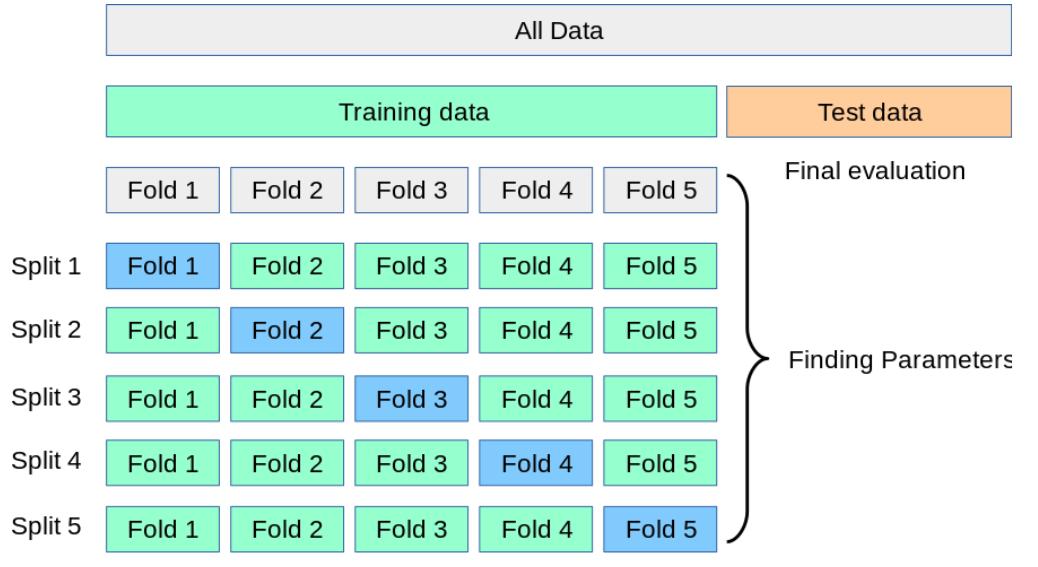 All Data
Training data Test data
Final evaluation
Fold 1 Fold 2 Fold 3 Fold 4 Fold 5
Split 1 Fold 1 Fold 2 Fold 3 Fold 4 Fold 5
Split 2 Fold 1 Fold 2 Fold 3 Fold 4 Fold 5
Finding Parameters
Split 3 Fold 1 Fold 2 Fold 3 Fold 4 Fold 5
Split 4 Fold 1 Fold 2 Fold 3 Fold 4 Fold 5
Split 5 Fold 1 Fold 2 Fold 3 Fold 4 Fold 5